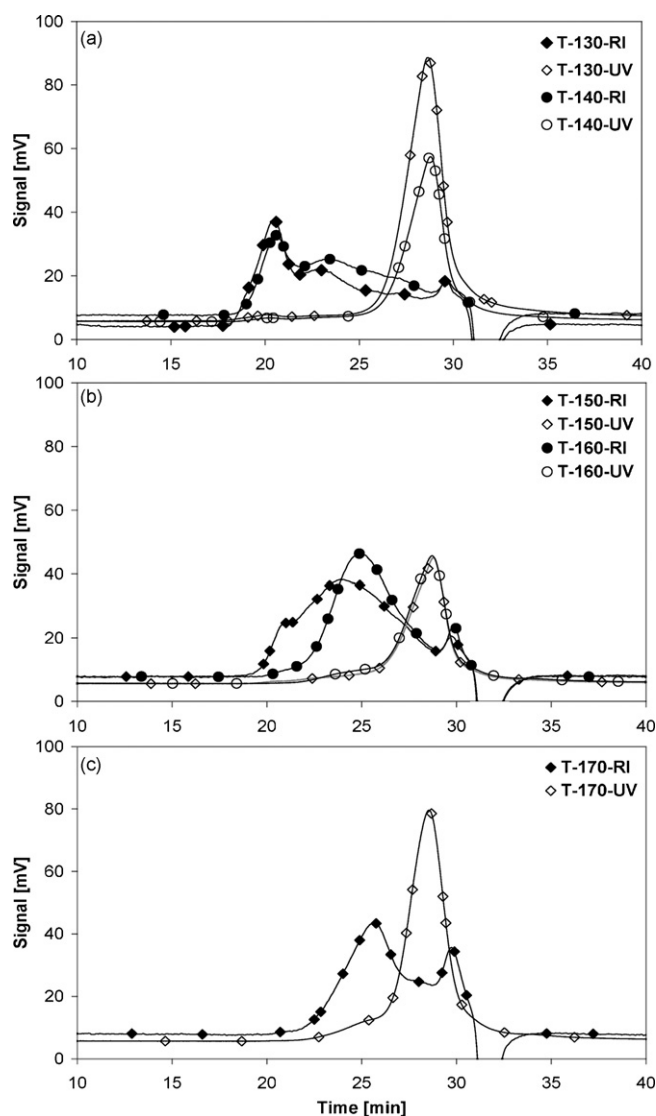 (a)
T-130-RI
T-130-UV
T-140-RI
T-140-UV
Signal [mV]
100
80
60
40
20
0
10 15 20 25 30 35 40
(b)
T-150-RI
T-150-UV
T-160-RI
T-160-UV
Signal [mV]
100
80
60
40
20
0
10 15 20 25 30 35 40
(c)
T-170-RI
T-170-UV
Signal [mV]
100
80
60
40
20
0
10 15 20 25 30 35 40
Time [min]